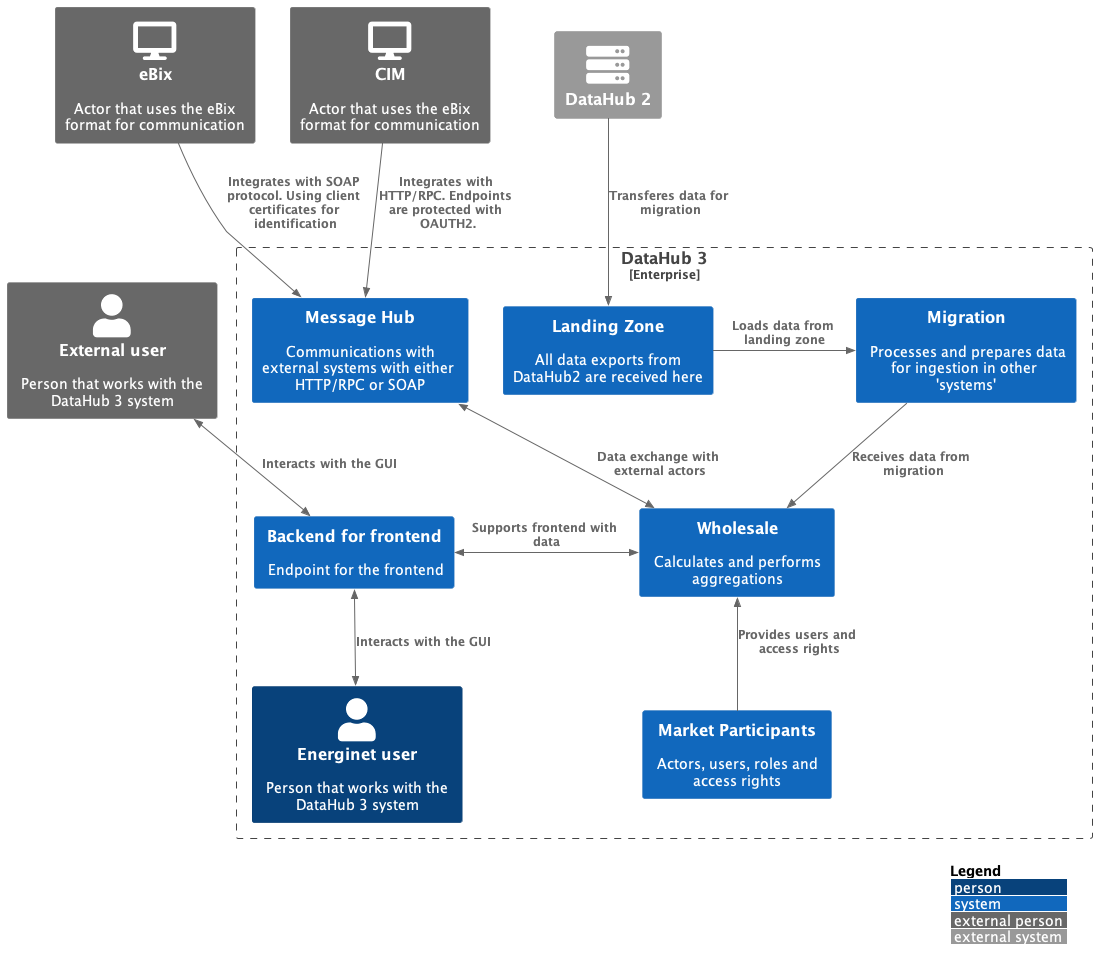 eBix
Actor that uses the eBix
format for communication
CIM
Actor that uses the eBix
format for communication
DataHub 2
Integrates with SOAP
protocol. Using client
certificates for
identification
Integrates with
HTTP/RPC. Endpoints
are protected with
OAUTH2.
Transferes data for
migration
DataHub 3
[Enterprise]
External user
Person that works with the
DataHub 3 system
Message Hub
Communications with
external systems with either
HTTP/RPC or SOAP
Landing Zone
All data exports from
DataHub2 are received here
Loads data from
landing zone
Migration
Processes and prepares data
for ingestion in other
'systems'
Interacts with the GUI
Data exchange with
external actors
Receives data from
migration
Backend for frontend
Endpoint for the frontend
Supports frontend with
data
Wholesale
Calculates and performs
aggregations
Interacts with the GUI
Provides users and
access rights
Energinet user
Person that works with the
DataHub 3 system
Market Participants
Actors, users, roles and
access rights
Legend
person
system
external person
external system